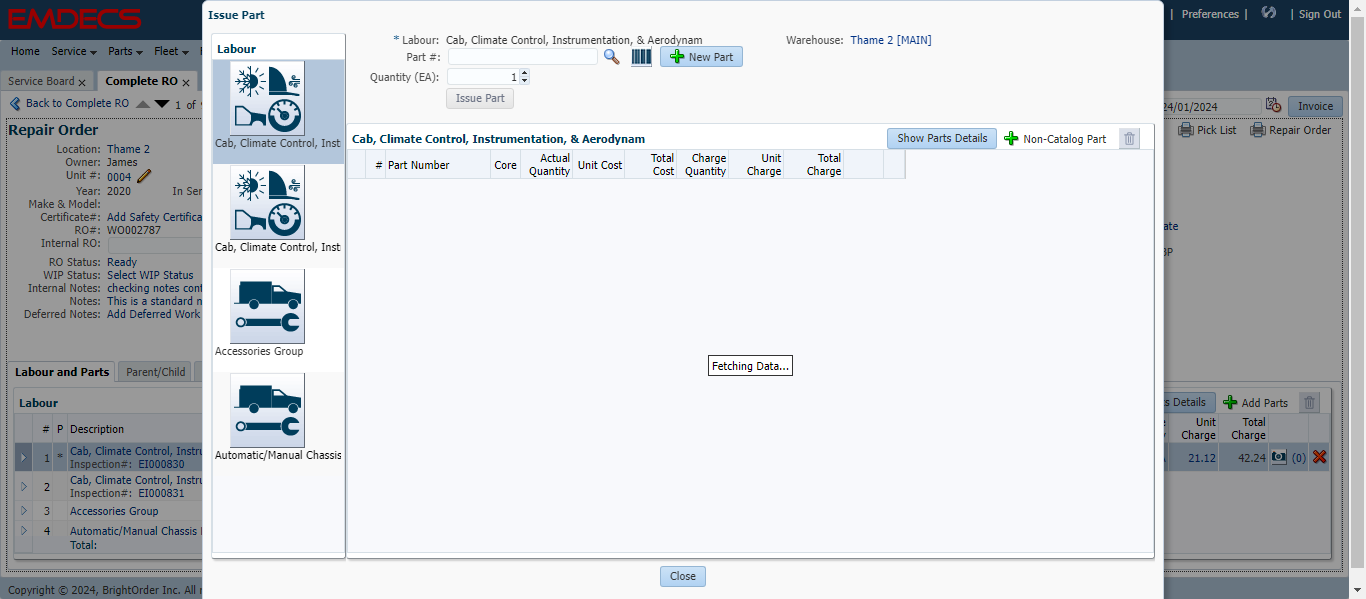 EMDECS
| Preferences | | Sign Out
Home Service Parts Fleet
Service Board x Complete RO x
Back to Complete RO 1 of
24/01/2024 Invoice
Pick List Repair Order
Repair Order
Location: Thame 2
Owner: James
Unit #: 0004
Year: 2020 In Ser
Make & Model:
Certificate#: Add Safety Certifica
RO#: WO002787
Internal RO:
RO Status: Ready
WIP Status: Select WIP Status
Internal Notes: checking notes cont
Notes: This is a standard n
Deferred Notes: Add Deferred Work
Labour and Parts Parent/Child
Labour
# P Description
1 * Cab, Climate Control, Instru
Inspection#: EI000830
2 Cab, Climate Control, Instru
Inspection#: EI000831
3 Accessories Group
4 Automatic/Manual Chassis
Total:
Copyright © 2024, BrightOrder Inc. All
Issue Part
Labour
Cab, Climate Control, Inst
Cab, Climate Control, Inst
Accessories Group
Automatic/Manual Chassis
* Labour: Cab, Climate Control, Instrumentation, & Aerodynam Warehouse: Thame 2 [MAIN]
Part #: New Part
Quantity (EA): 1
Issue Part
Cab, Climate Control, Instrumentation, & Aerodynam Show Parts Details Non-Catalog Part
# Part Number Core Actual Quantity Unit Cost Total Cost Charge Quantity Unit Charge Total Charge
Fetching Data...
Close
ate
BP
s Details Add Parts
Unit Charge Total Charge
21.12 42.24 (0)